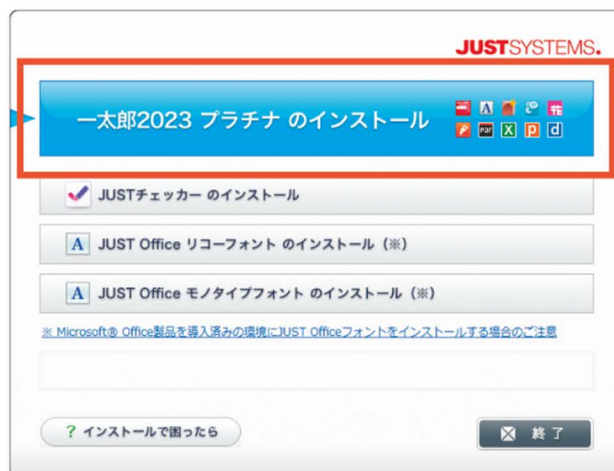 JUSTSYSTEMS.
一太郎2023 プラチナ のインストール
JUSTチェッカー のインストール
JUST Office リコーフォント のインストール（※）
JUST Office モノタイプフォント のインストール（※）
※ Microsoft® Office製品を導入済みの環境にJUST Officeフォントをインストールする場合のご注意
? インストールで困ったら
終了